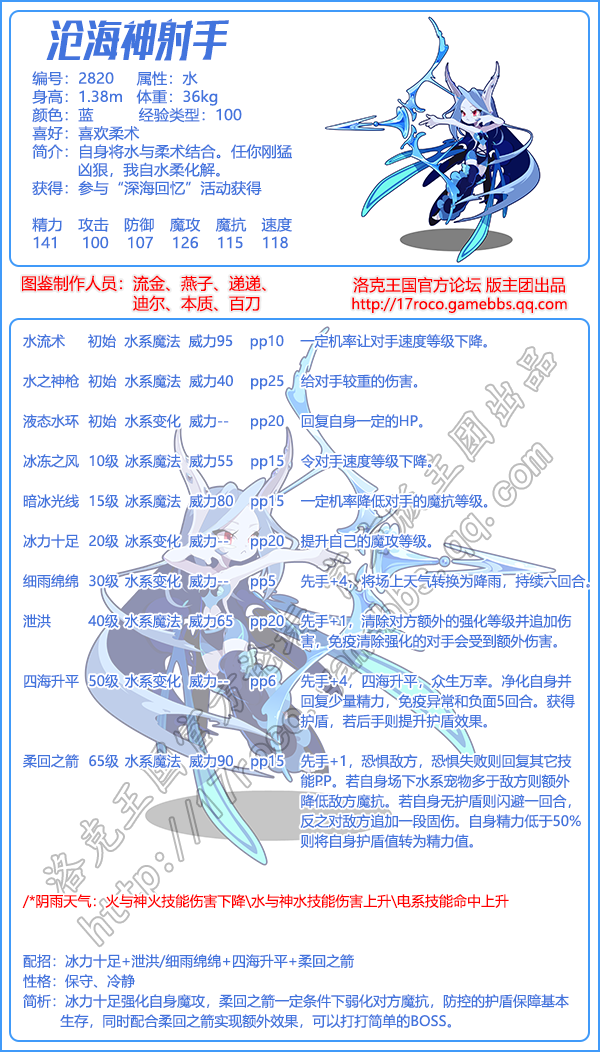 沧海神射手
编号：2820 属性：水
身高：1.38m 体重：36kg
颜色：蓝 经验类型：100
喜好：喜欢柔术
简介：自身将水与柔术结合。任你刚猛
凶狠，我自水柔化解。
获得：参与“深海回忆”活动获得
精力 攻击 防御 魔攻 魔抗 速度
141 100 107 126 115 118
图鉴制作人员：流金、燕子、递递、
迪尔、本质、百刀
洛克王国官方论坛 版主团出品
http://17roco.gamebbs.qq.com
水流术 初始 水系魔法 威力95 pp10 一定机率让对手速度等级下降。
水之神枪 初始 水系魔法 威力40 pp25 给对手较重的伤害。
液态水环 初始 水系变化 威力-- pp20 回复自身一定的HP。
冰冻之风 10级 冰系魔法 威力55 pp15 令对手速度等级下降。
暗冰光线 15级 冰系魔法 威力80 pp15 一定机率降低对手的魔抗等级。
冰力十足 20级 冰系变化 威力-- pp20 提升自己的魔攻等级。
细雨绵绵 30级 水系变化 威力-- pp5 先手+4，将场上天气转换为降雨，持续六回合。
泄洪 40级 水系魔法 威力65 pp20 先手+1，清除对方额外的强化等级并追加伤
害，免疫清除强化的对手会受到额外伤害。
四海升平 50级 水系变化 威力-- pp6 先手+4，四海升平，众生万幸。净化自身并
回复少量精力，免疫异常和负面5回合。获得
护盾，若后手则提升护盾效果。
柔回之箭 65级 水系魔法 威力90 pp15 先手+1，恐惧敌方，恐惧失败则回复其它技
能PP。若自身场下水系宠物多于敌方则额外
降低敌方魔抗。若自身无护盾则闪避一回合，
反之对敌方追加一段固伤。自身精力低于50%
则将自身护盾值转为精力值。
洛克王国官方论坛 版主团出品
http://17roco.gamebbs.qq.com
/*阴雨天气：火与神火技能伤害下降\水与神水技能伤害上升\电系技能命中上升
配招：冰力十足+泄洪/细雨绵绵+四海升平+柔回之箭
性格：保守、冷静
简析：冰力十足强化自身魔攻，柔回之箭一定条件下弱化对方魔抗，防控的护盾保障基本
生存，同时配合柔回之箭实现额外效果，可以打打简单的BOSS。